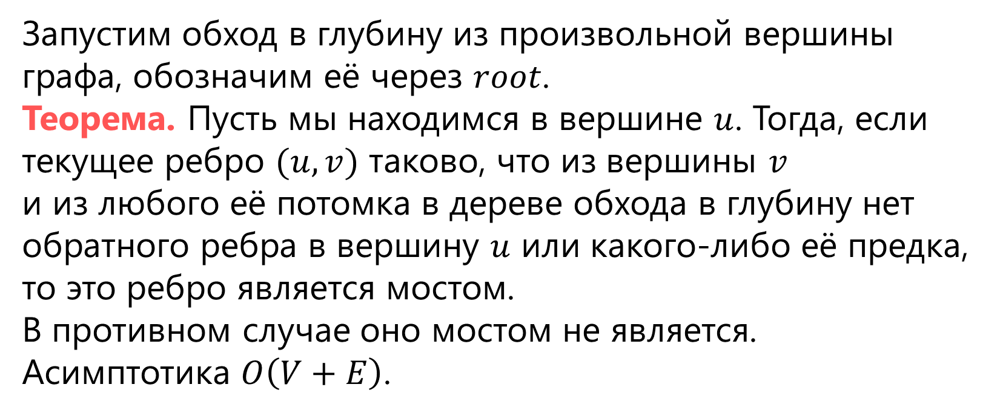 Запустим обход в глубину из произвольной вершины
графа, обозначим её через root.
Теорема. Пусть мы находимся в вершине u. Тогда, если
текущее ребро (u, v) таково, что из вершины v
и из любого её потомка в дереве обхода в глубину нет
обратного ребра в вершину u или какого-либо её предка,
то это ребро является мостом.
В противном случае оно мостом не является.
Асимптотика O(V + E).